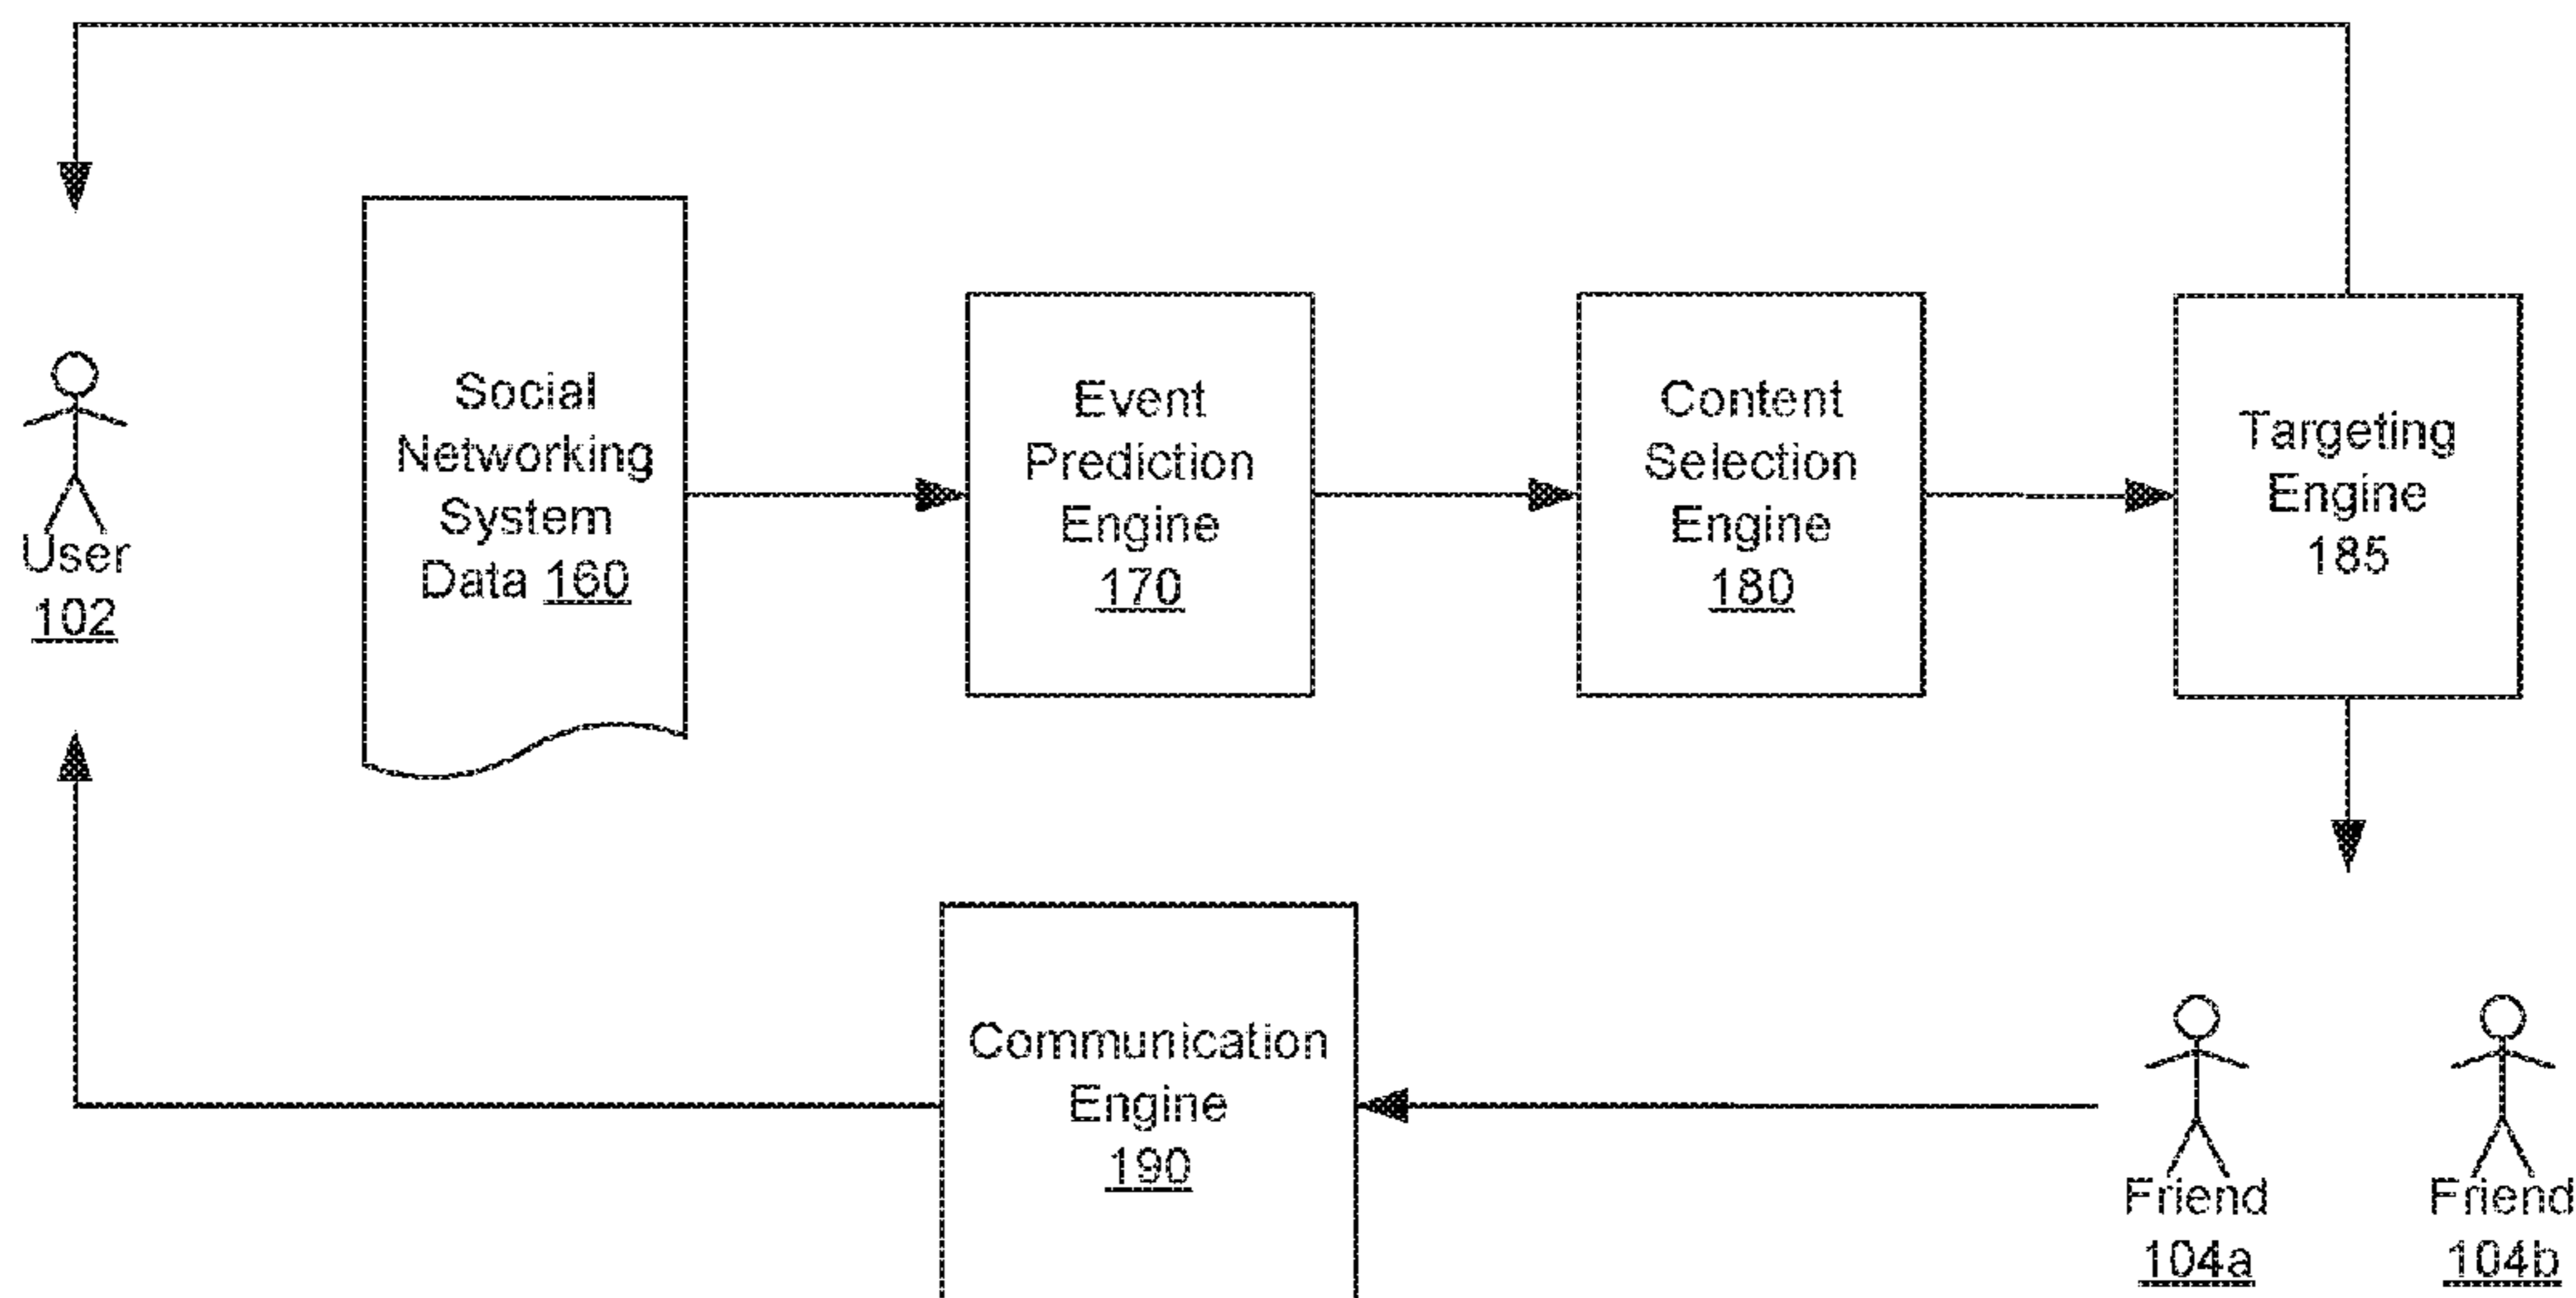 User
102
Social
Networking
System
Data 160
Event
Prediction
Engine
170
Content
Selection
Engine
180
Targeting
Engine
185
Communication
Engine
190
Friend
104a
Friend
104b